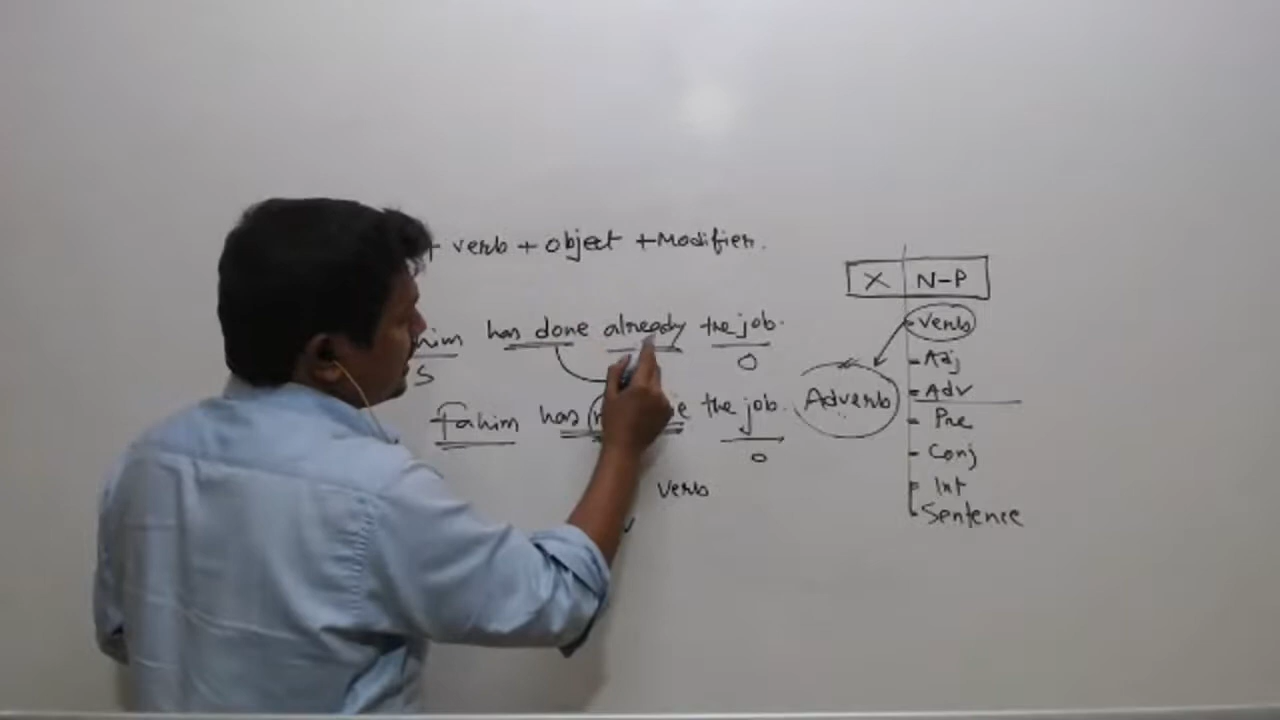 + verb + object + Modifier.
him has done already the job.
S O
Fahim has the job.
O
verb
X N-P
Verb
Adj
Adv
Adverb
Pre
Conj
Int
Sentence